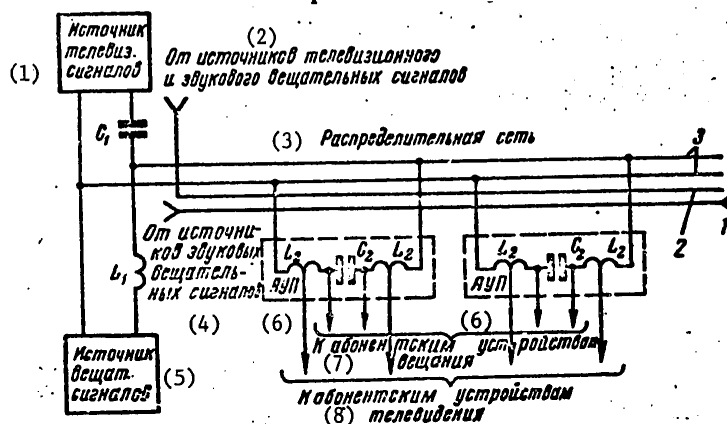 Источник
телевиз.
сигналов
(1)
(2)
От источников телевизионного
и звукового вещательных сигналов
C₁
(3) Распределительная сеть
3
1
2
От источни-
ков звуковых
вещатель-
ных сигналов
(4)
L₁
L₂ C₂ L₂
АУП
(6)
L₂ C₂ L₂
АУП
(6)
К абонентским устройствам
(7) вещания
Источник
вещат.
сигналов
(5)
К абонентским устройствам
(8) телевидения